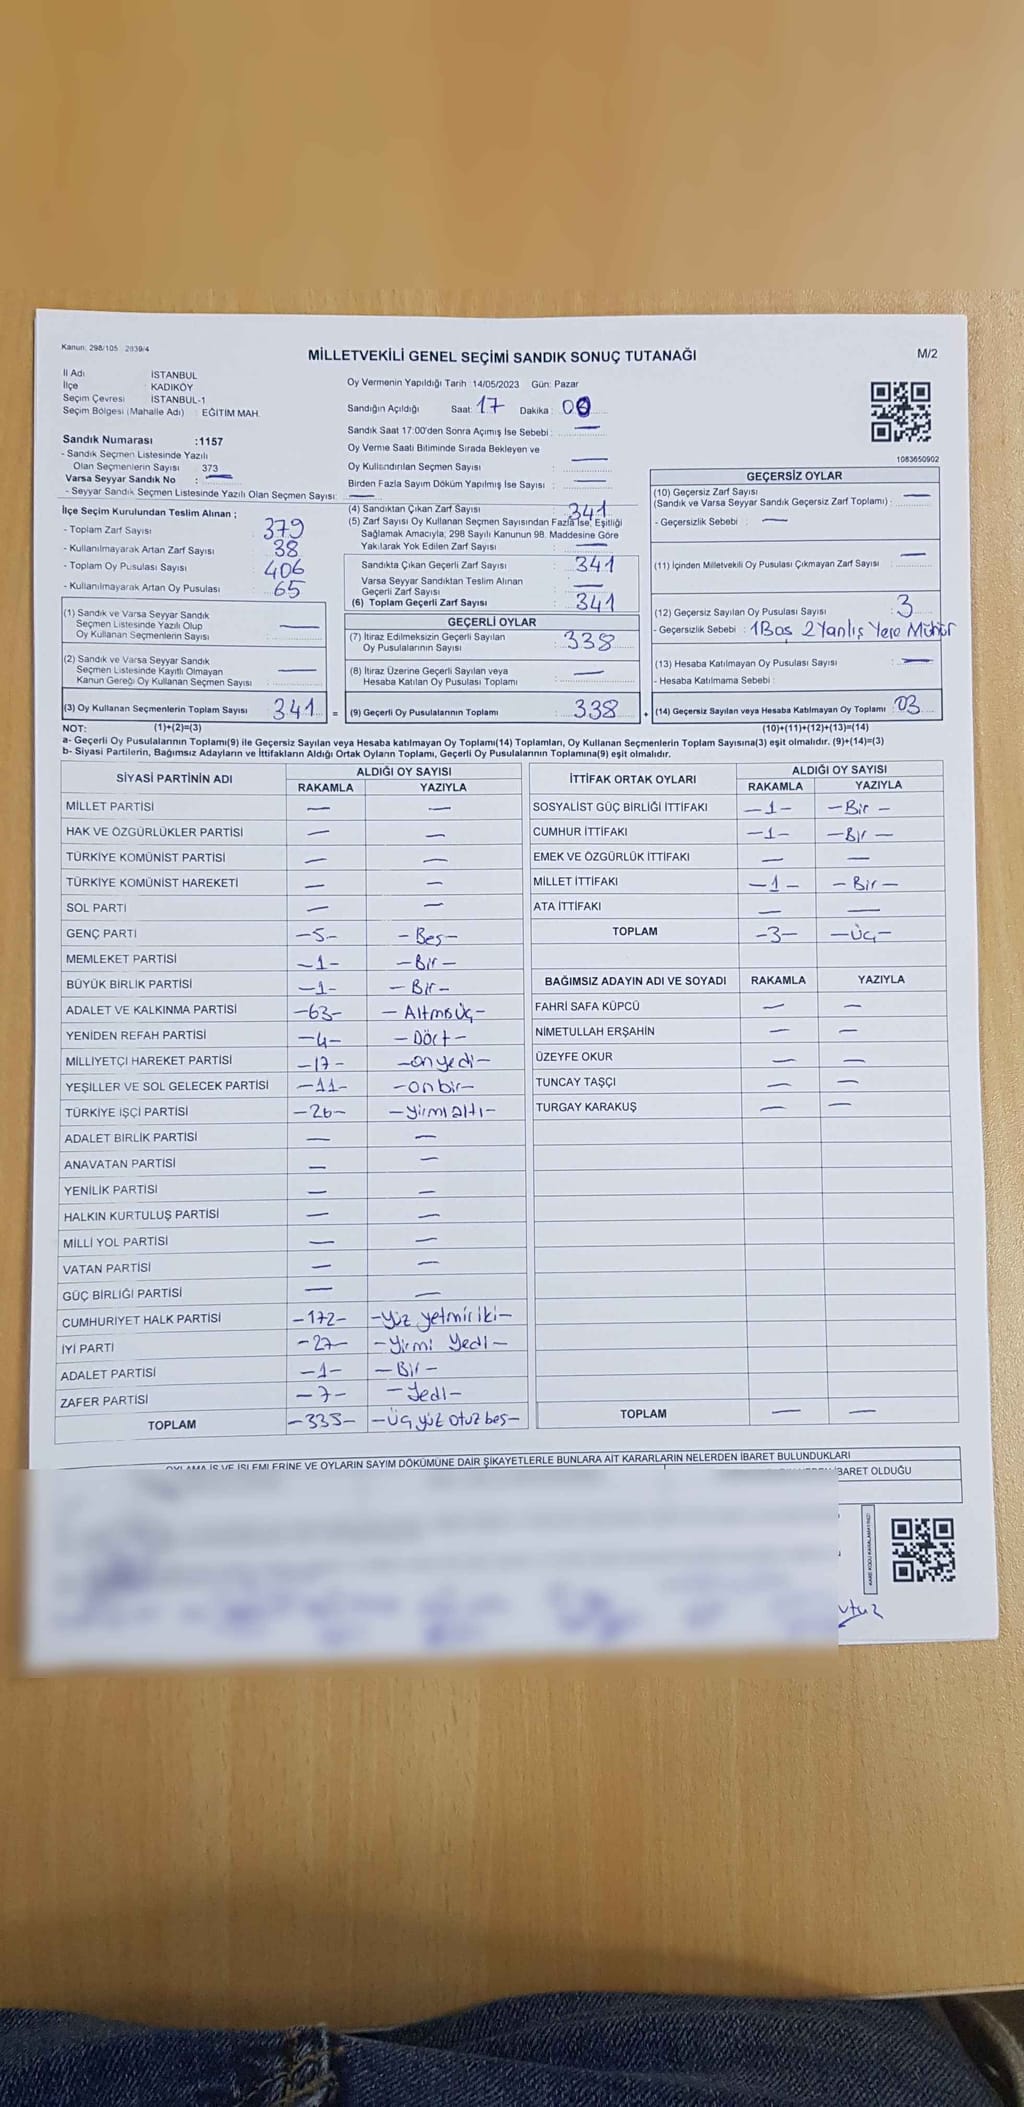 Kanun: 298/105 2839/4
MİLLETVEKİLİ GENEL SEÇİMİ SANDIK SONUÇ TUTANAĞI
M/2
İl Adı İSTANBUL
İlçe : KADIKÖY
Seçim Çevresi : İSTANBUL-1
Seçim Bölgesi (Mahalle Adı) : EĞİTİM MAH.
Sandık Numarası :1157
- Sandık Seçmen Listesinde Yazılı
Olan Seçmenlerin Sayısı 373
Varsa Seyyar Sandık No : —
- Seyyar Sandık Seçmen Listesinde Yazılı Olan Seçmen Sayısı: —
Oy Vermenin Yapıldığı Tarih 14/05/2023 Gün: Pazar
Sandığın Açıldığı Saat: 17 Dakika : 00
Sandık Saat 17:00'den Sonra Açılmış İse Sebebi : —
Oy Verme Saati Bitiminde Sırada Bekleyen ve
Oy Kullandırılan Seçmen Sayısı : —
Birden Fazla Sayım Döküm Yapılmış İse Sayısı : —
1083650902
İlçe Seçim Kurulundan Teslim Alınan ;
- Toplam Zarf Sayısı : 379
- Kullanılmayarak Artan Zarf Sayısı : 38
- Toplam Oy Pusulası Sayısı : 406
- Kullanılmayarak Artan Oy Pusulası : 65
(1) Sandık ve Varsa Seyyar Sandık
Seçmen Listesinde Yazılı Olup
Oy Kullanan Seçmenlerin Sayısı : —
(2) Sandık ve Varsa Seyyar Sandık
Seçmen Listesinde Kayıtlı Olmayan
Kanun Gereği Oy Kullanan Seçmen Sayısı : —
(3) Oy Kullanan Seçmenlerin Toplam Sayısı : 341 =
(4) Sandıktan Çıkan Zarf Sayısı : 341
(5) Zarf Sayısı Oy Kullanan Seçmen Sayısından Fazla İse, Eşitliği
Sağlamak Amacıyla; 298 Sayılı Kanunun 98. Maddesine Göre
Yakılarak Yok Edilen Zarf Sayısı : —
Sandıkta Çıkan Geçerli Zarf Sayısı : 341
Varsa Seyyar Sandıktan Teslim Alınan
Geçerli Zarf Sayısı : —
(6) Toplam Geçerli Zarf Sayısı : 341
GEÇERLİ OYLAR
(7) İtiraz Edilmeksizin Geçerli Sayılan
Oy Pusulalarının Sayısı : 338
(8) İtiraz Üzerine Geçerli Sayılan veya
Hesaba Katılan Oy Pusulası Toplamı : —
(9) Geçerli Oy Pusulalarının Toplamı : 338 +
GEÇERSİZ OYLAR
(10) Geçersiz Zarf Sayısı
(Sandık ve Varsa Seyyar Sandık Geçersiz Zarf Toplamı) : —
- Geçersizlik Sebebi : —
(11) İçinden Milletvekili Oy Pusulası Çıkmayan Zarf Sayısı : —
(12) Geçersiz Sayılan Oy Pusulası Sayısı : 3
- Geçersizlik Sebebi : 1 Boş 2 Yanlış Yere Mühür
(13) Hesaba Katılmayan Oy Pusulası Sayısı : —
- Hesaba Katılmama Sebebi :
(14) Geçersiz Sayılan veya Hesaba Katılmayan Oy Toplamı : 03
NOT: (1)+(2)=(3) (10)+(11)+(12)+(13)=(14)
a- Geçerli Oy Pusulalarının Toplamı(9) ile Geçersiz Sayılan veya Hesaba katılmayan Oy Toplamı(14) Toplamları, Oy Kullanan Seçmenlerin Toplam Sayısına(3) eşit olmalıdır. (9)+(14)=(3)
b- Siyasi Partilerin, Bağımsız Adayların ve İttifakların Aldığı Ortak Oyların Toplamı, Geçerli Oy Pusulalarının Toplamına(9) eşit olmalıdır.
SİYASİ PARTİNİN ADI ALDIĞI OY SAYISI
RAKAMLA YAZIYLA
MİLLET PARTİSİ — —
HAK VE ÖZGÜRLÜKLER PARTİSİ — —
TÜRKİYE KOMÜNİST PARTİSİ — —
TÜRKİYE KOMÜNİST HAREKETİ — —
SOL PARTİ — —
GENÇ PARTİ -5- -Beş-
MEMLEKET PARTİSİ -1- -Bir-
BÜYÜK BİRLİK PARTİSİ -1- -Bir-
ADALET VE KALKINMA PARTİSİ -63- -Altmışüç-
YENİDEN REFAH PARTİSİ -4- -Dört-
MİLLİYETÇİ HAREKET PARTİSİ -17- -onyedi-
YEŞİLLER VE SOL GELECEK PARTİSİ -11- -onbir-
TÜRKİYE İŞÇİ PARTİSİ -26- -yirmialtı-
ADALET BİRLİK PARTİSİ — —
ANAVATAN PARTİSİ — —
YENİLİK PARTİSİ — —
HALKIN KURTULUŞ PARTİSİ — —
MİLLİ YOL PARTİSİ — —
VATAN PARTİSİ — —
GÜÇ BİRLİĞİ PARTİSİ — —
CUMHURİYET HALK PARTİSİ -172- -Yüz yetmiş iki-
İYİ PARTİ -27- -Yirmi Yedi-
ADALET PARTİSİ -1- -Bir-
ZAFER PARTİSİ -7- -Yedi-
TOPLAM -335- -Üç yüz otuz beş-
İTTİFAK ORTAK OYLARI ALDIĞI OY SAYISI
RAKAMLA YAZIYLA
SOSYALİST GÜÇ BİRLİĞİ İTTİFAKI -1- -Bir-
CUMHUR İTTİFAKI -1- -Bir-
EMEK VE ÖZGÜRLÜK İTTİFAKI — —
MİLLET İTTİFAKI -1- -Bir-
ATA İTTİFAKI — —
TOPLAM -3- -Üç-
BAĞIMSIZ ADAYIN ADI VE SOYADI RAKAMLA YAZIYLA
FAHRİ SAFA KÜPCÜ — —
NİMETULLAH ERŞAHİN — —
ÜZEYFE OKUR — —
TUNCAY TAŞÇI — —
TURGAY KARAKUŞ — —
TOPLAM — —
OYLAMA İŞ VE İŞLEMLERİNE VE OYLARIN SAYIM DÖKÜMÜNE DAİR ŞİKAYETLERLE BUNLARA AİT KARARLARIN NELERDEN İBARET BULUNDUKLARI
İBARET OLDUĞU